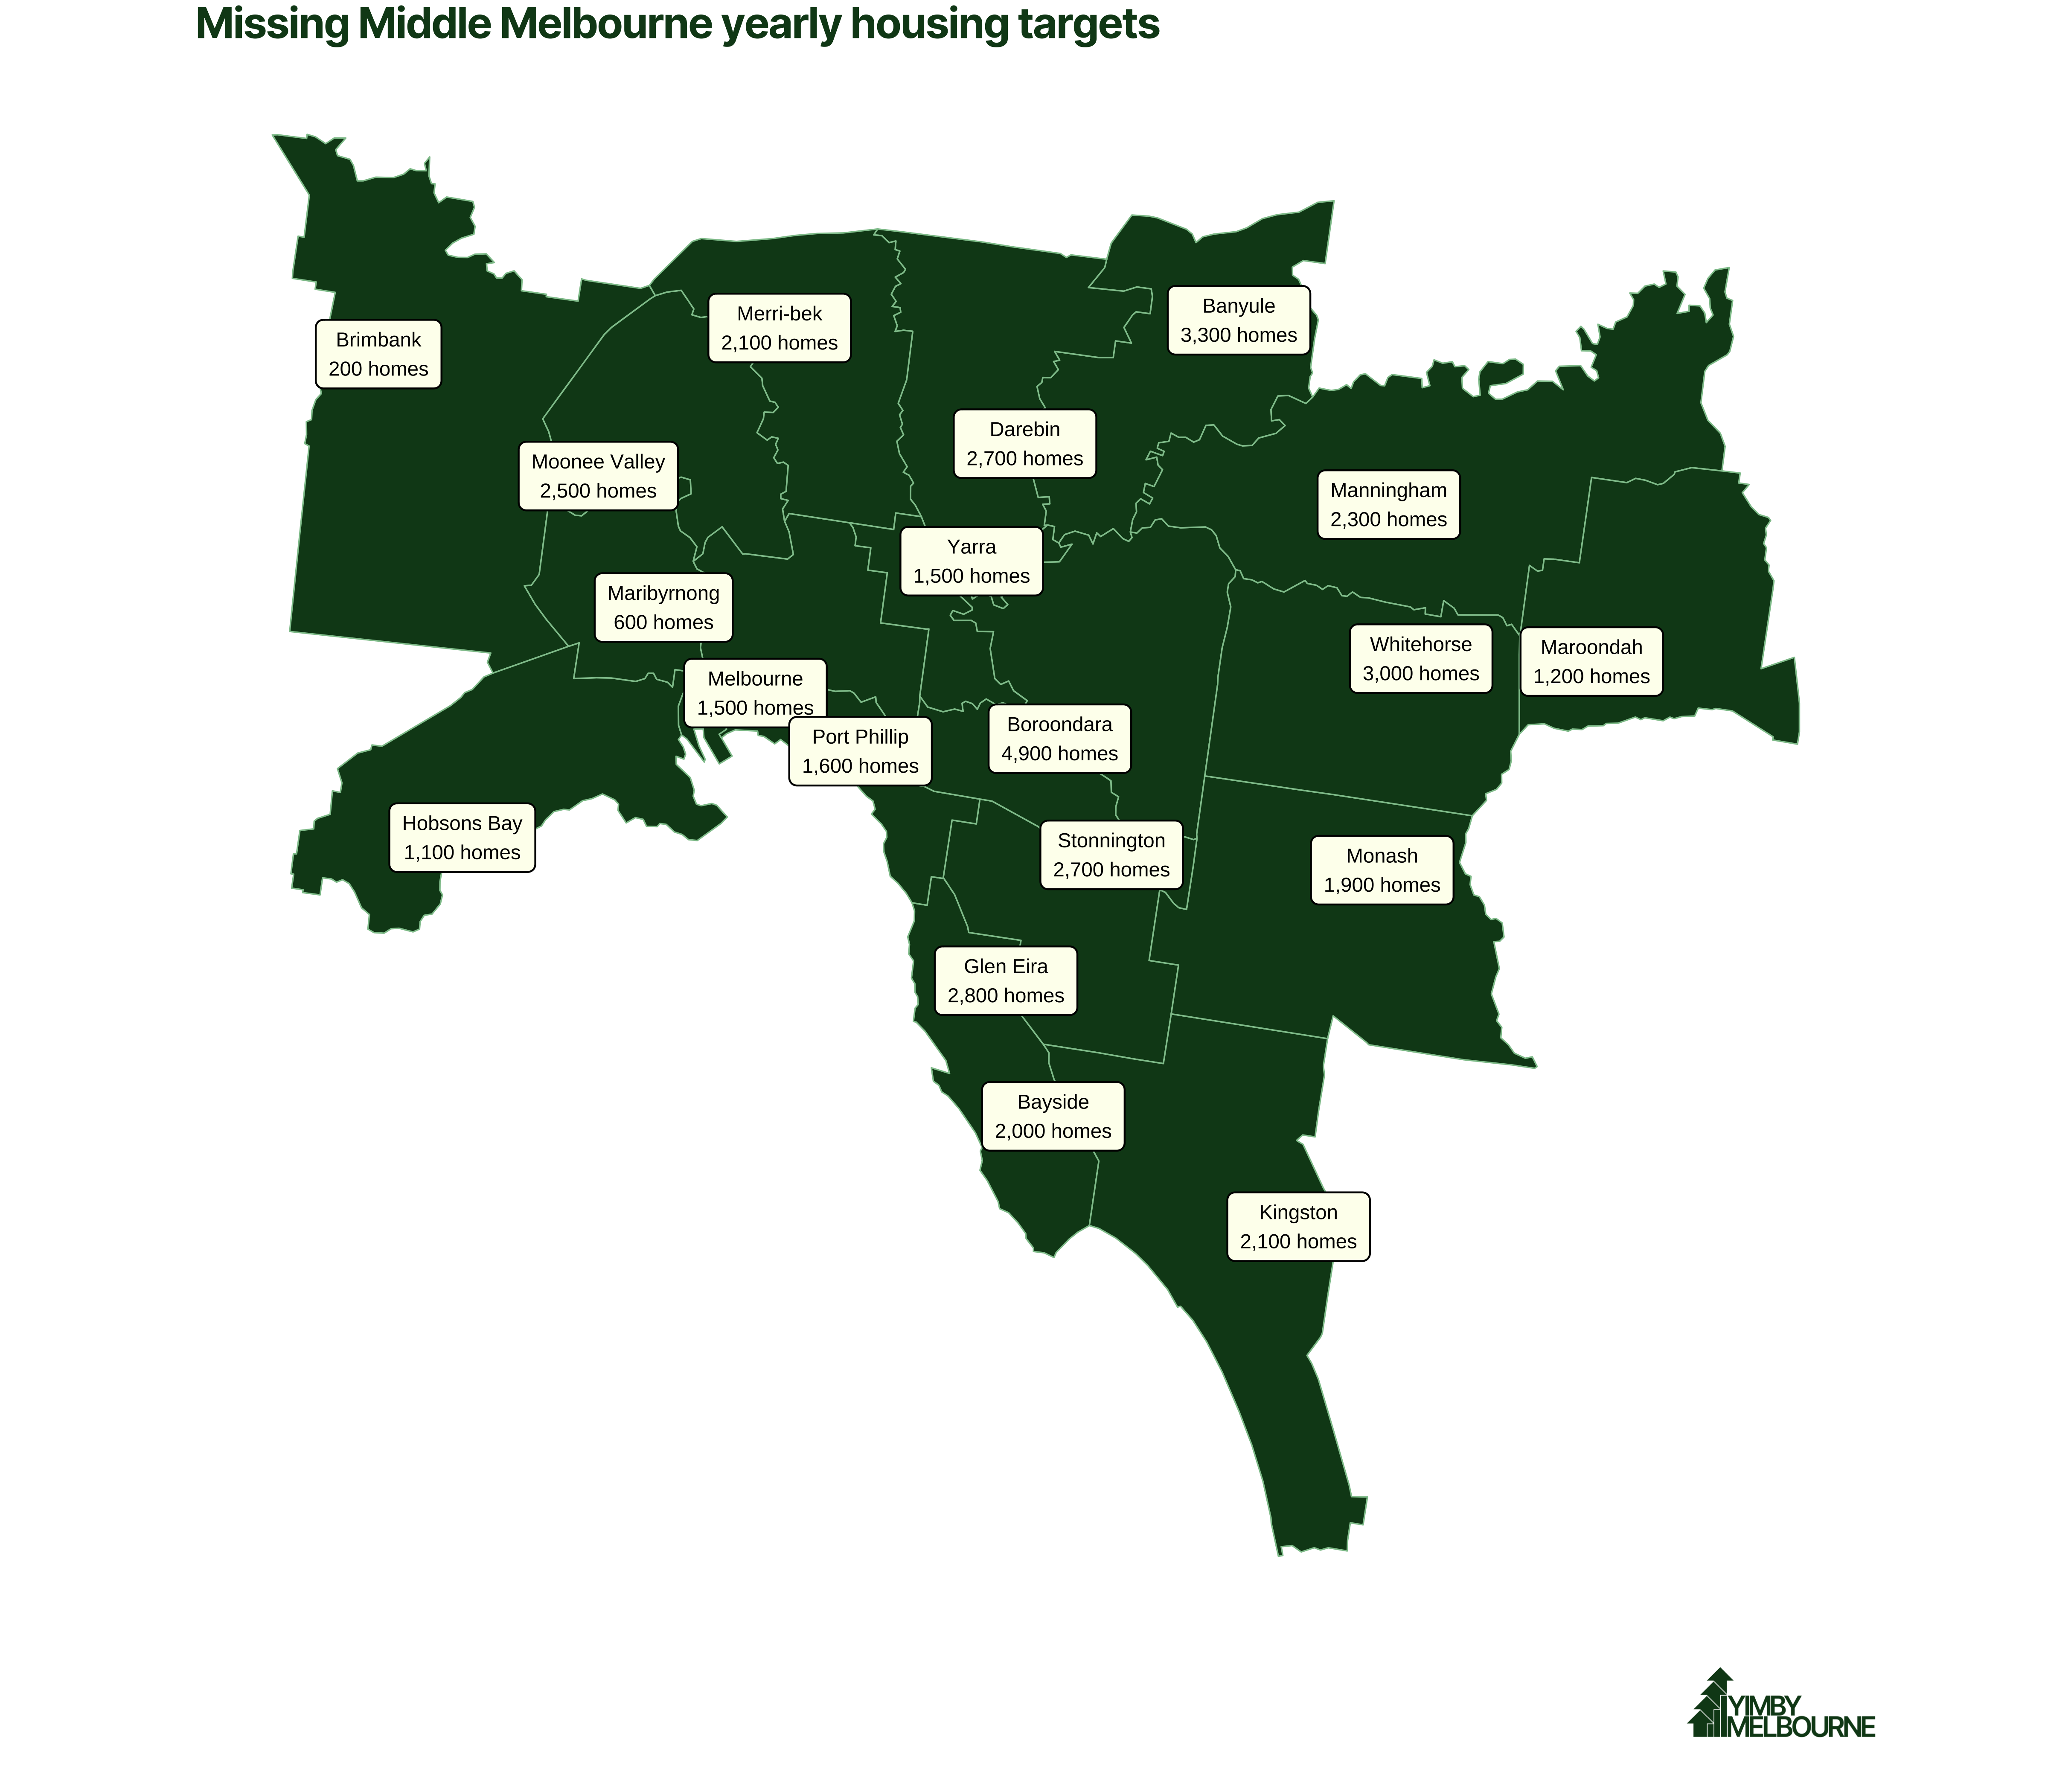 Missing Middle Melbourne yearly housing targets
Brimbank
200 homes
Merri-bek
2,100 homes
Banyule
3,300 homes
Moonee Valley
2,500 homes
Darebin
2,700 homes
Manningham
2,300 homes
Yarra
1,500 homes
Maribyrnong
600 homes
Whitehorse
3,000 homes
Maroondah
1,200 homes
Melbourne
1,500 homes
Port Phillip
1,600 homes
Boroondara
4,900 homes
Hobsons Bay
1,100 homes
Stonnington
2,700 homes
Monash
1,900 homes
Glen Eira
2,800 homes
Bayside
2,000 homes
Kingston
2,100 homes
YIMBY
MELBOURNE